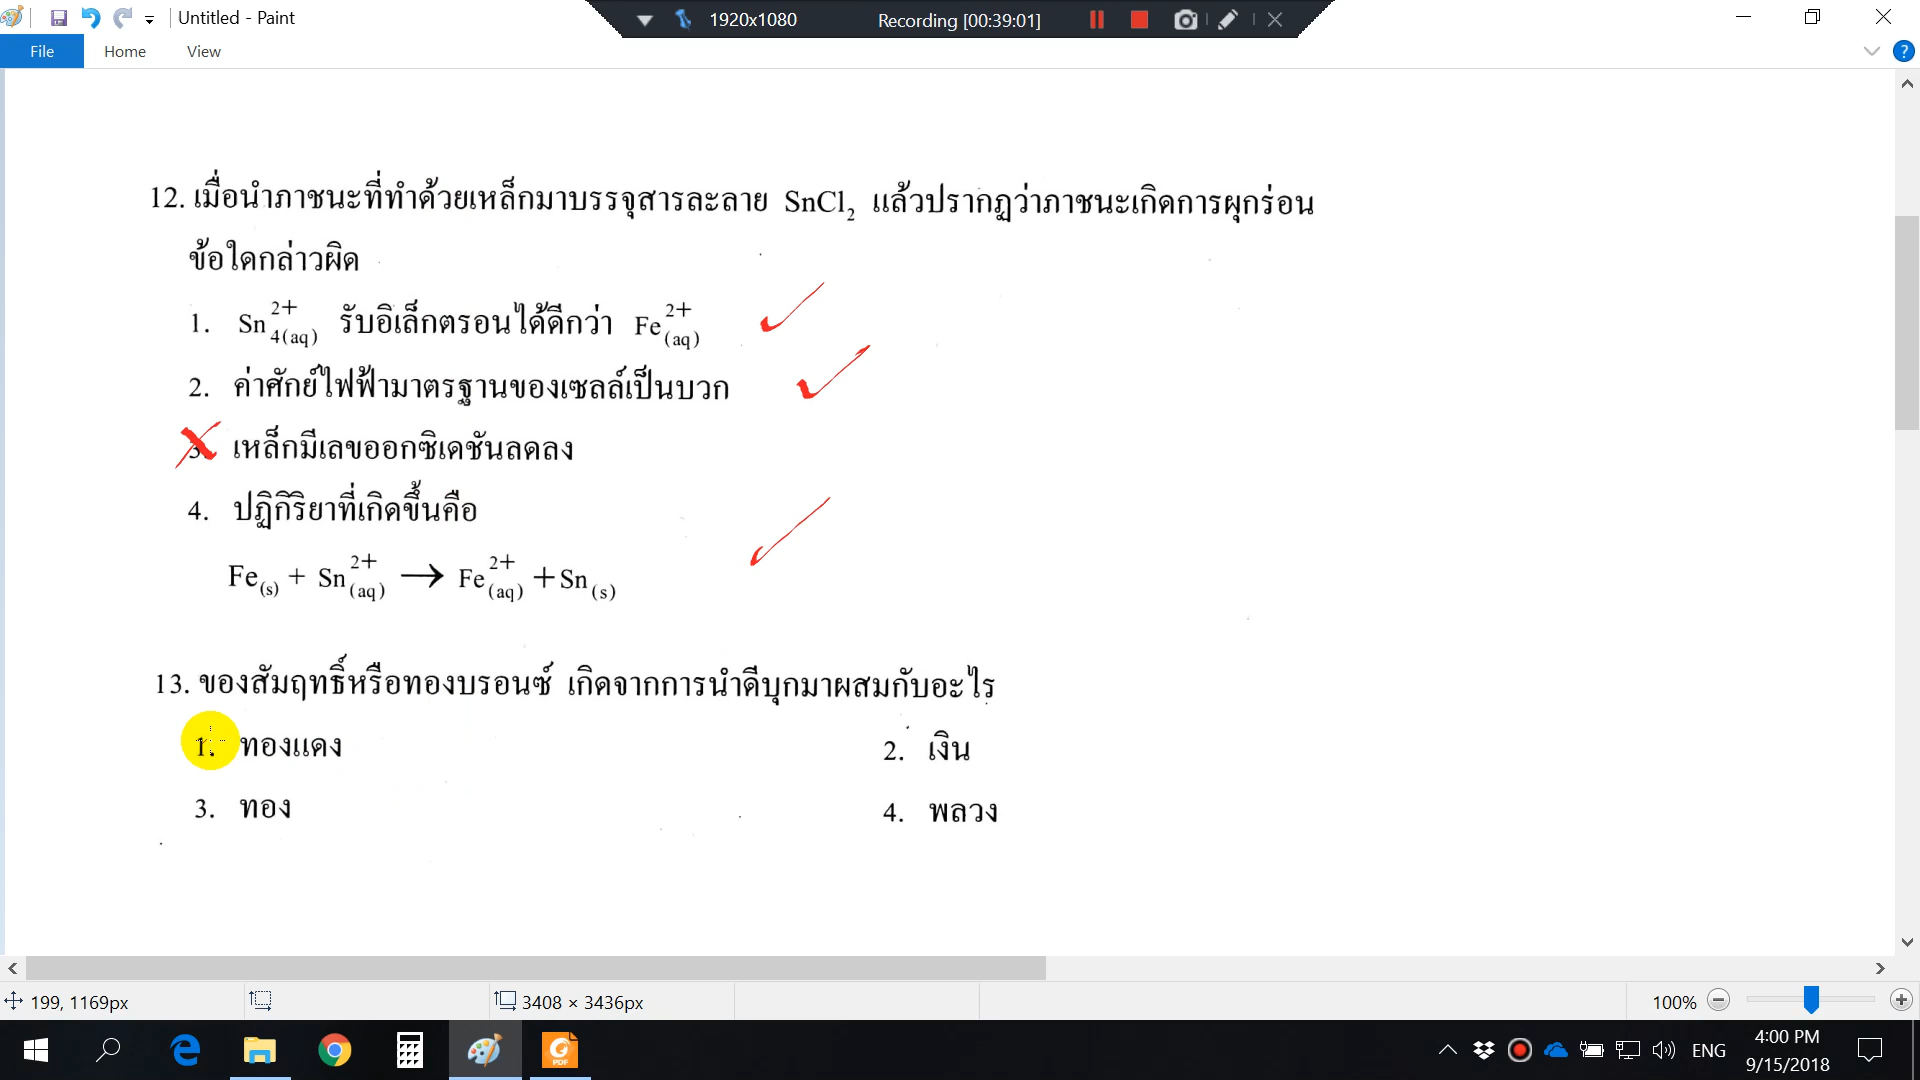 Untitled - Paint
1920x1080 Recording [00:39:01]
File Home View
12. เมื่อนำภาชนะที่ทำด้วยเหล็กมาบรรจุสารละลาย SnCl2 แล้วปรากฏว่าภาชนะเกิดการผุกร่อน
ข้อใดกล่าวผิด
1. Sn 2+ 4(aq) รับอิเล็กตรอนได้ดีกว่า Fe 2+ (aq)
2. ค่าศักย์ไฟฟ้ามาตรฐานของเซลล์เป็นบวก
3. เหล็กมีเลขออกซิเดชันลดลง
4. ปฏิกิริยาที่เกิดขึ้นคือ
Fe(s) + Sn 2+ (aq) → Fe 2+ (aq) + Sn (s)
13. ของสัมฤทธิ์หรือทองบรอนซ์ เกิดจากการนำดีบุกมาผสมกับอะไร
1. ทองแดง 2. เงิน
3. ทอง 4. พลวง
199, 1169px 3408 × 3436px 100%
PDF ENG 4:00 PM
9/15/2018